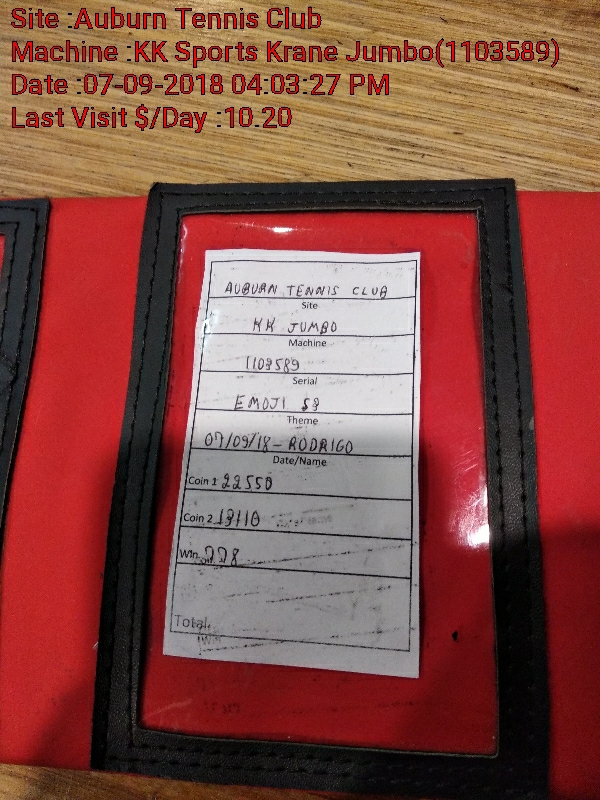 Site :Auburn Tennis Club
Machine :KK Sports Krane Jumbo(1103589)
Date :07-09-2018 04:03:27 PM
Last Visit $/Day :10.20
AUBURN TENNIS CLUB
Site
KK JUMBO
Machine
1103589
Serial
EMOJI $3
Theme
07/09/18 - RODRIGO
Date/Name
Coin 1 22550
Coin 2 13110
Win 778
Total